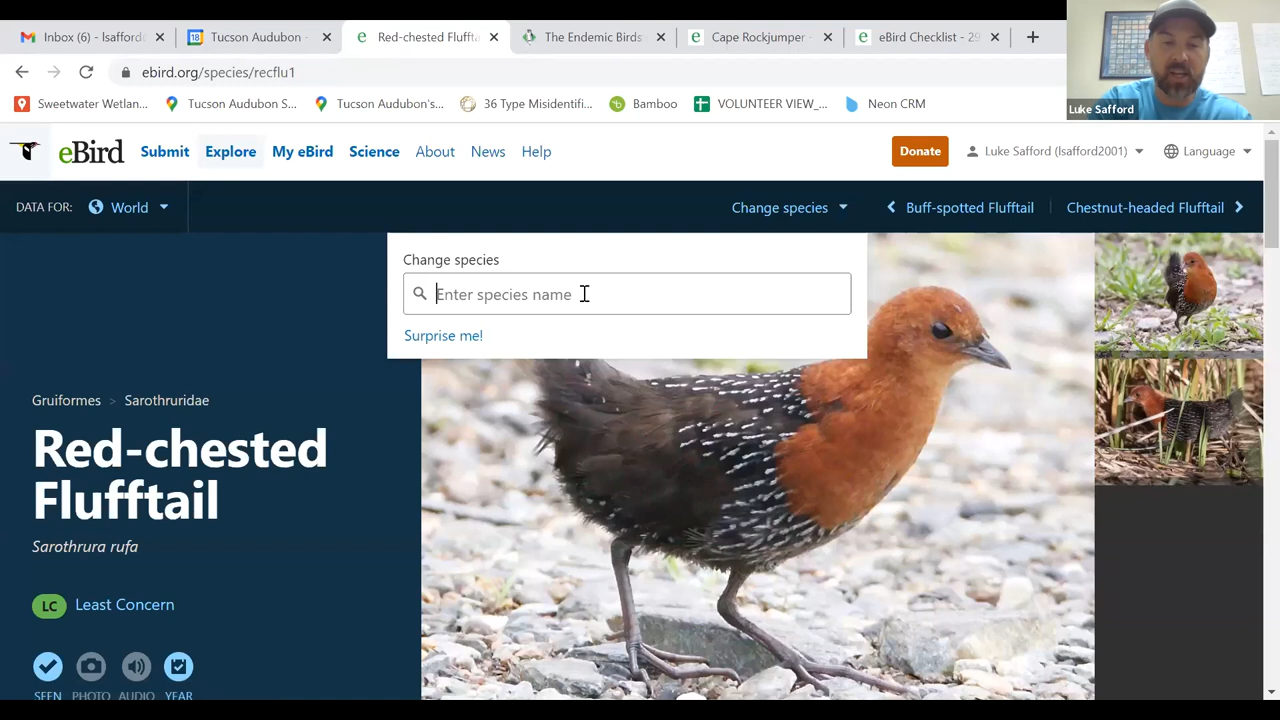 Inbox (6) - lsafford
Tucson Audubon -
Red-chested Fluffta
The Endemic Birds
Cape Rockjumper -
eBird Checklist - 29
ebird.org/species/recflu1
Sweetwater Wetlan...
Tucson Audubon S...
Tucson Audubon's...
36 Type Misidentifi...
Bamboo
VOLUNTEER VIEW_...
Neon CRM
Luke Safford
eBird
Submit
Explore
My eBird
Science
About
News
Help
Donate
Luke Safford (lsafford2001)
Language
DATA FOR:
World
Change species
Buff-spotted Flufftail
Chestnut-headed Flufftail
Change species
Enter species name
Surprise me!
Gruiformes > Sarothruridae
Red-chested
Flufftail
Sarothrura rufa
LC
Least Concern
SEEN
PHOTO
AUDIO
YEAR